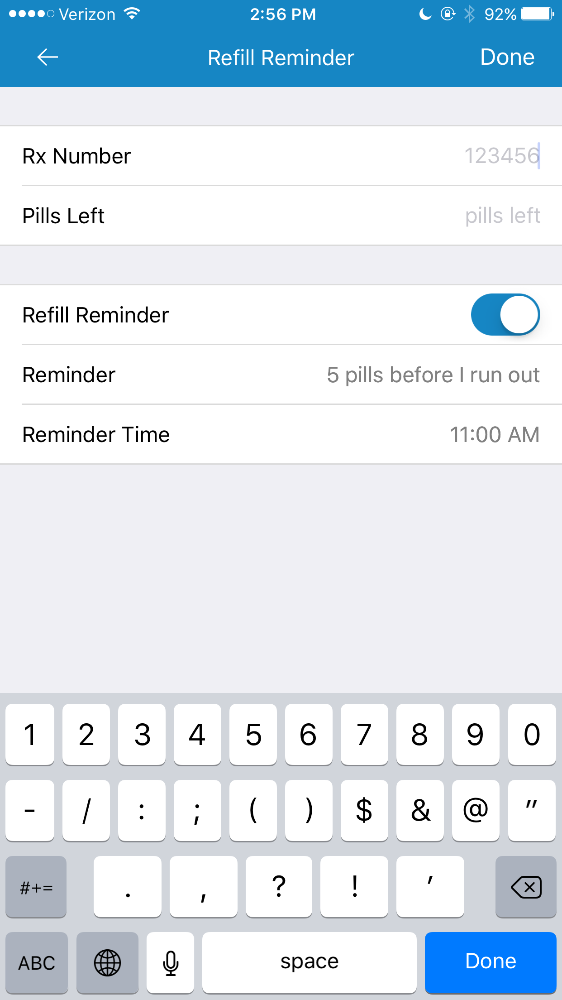 Verizon 2:56 PM 92%
Refill Reminder Done
Rx Number 123456
Pills Left pills left
Refill Reminder
Reminder 5 pills before I run out
Reminder Time 11:00 AM
1 2 3 4 5 6 7 8 9 0
- / : ; ( ) $ & @ "
#+= . , ? ! '
ABC space Done